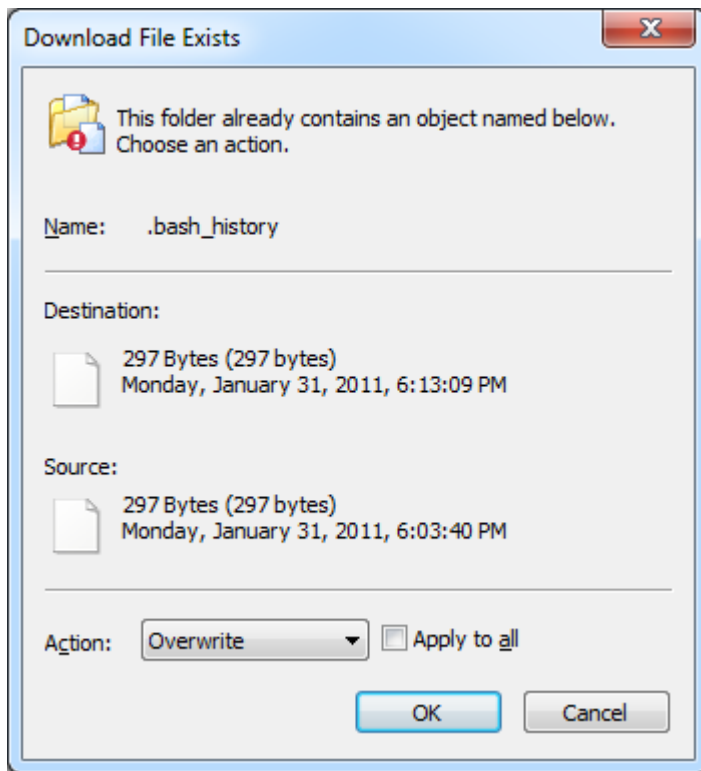 Download File Exists
This folder already contains an object named below.
Choose an action.
Name: .bash_history
Destination:
297 Bytes (297 bytes)
Monday, January 31, 2011, 6:13:09 PM
Source:
297 Bytes (297 bytes)
Monday, January 31, 2011, 6:03:40 PM
Action: Overwrite Apply to all
OK Cancel